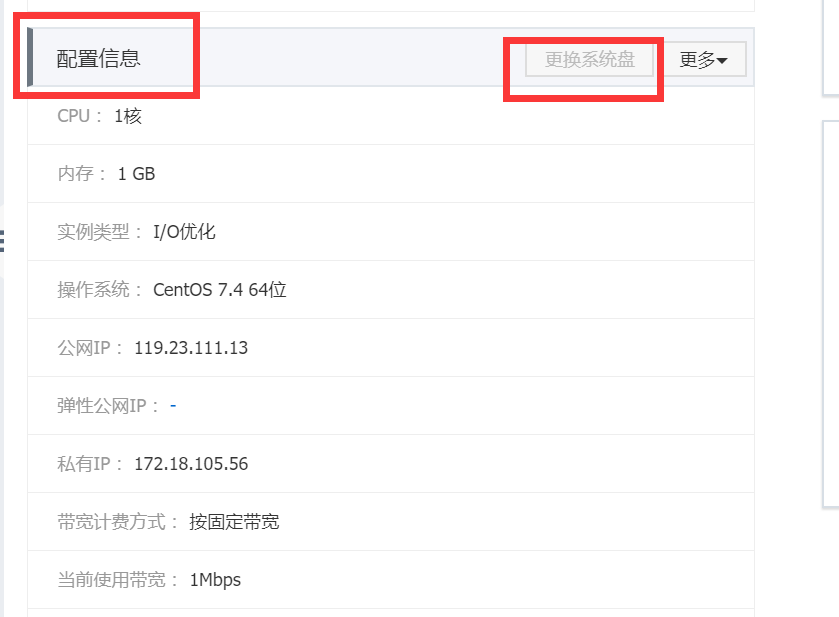 配置信息 更换系统盘 更多
CPU： 1核
内存： 1 GB
实例类型： I/O优化
操作系统： CentOS 7.4 64位
公网IP： 119.23.111.13
弹性公网IP： -
私有IP： 172.18.105.56
带宽计费方式： 按固定带宽
当前使用带宽： 1Mbps